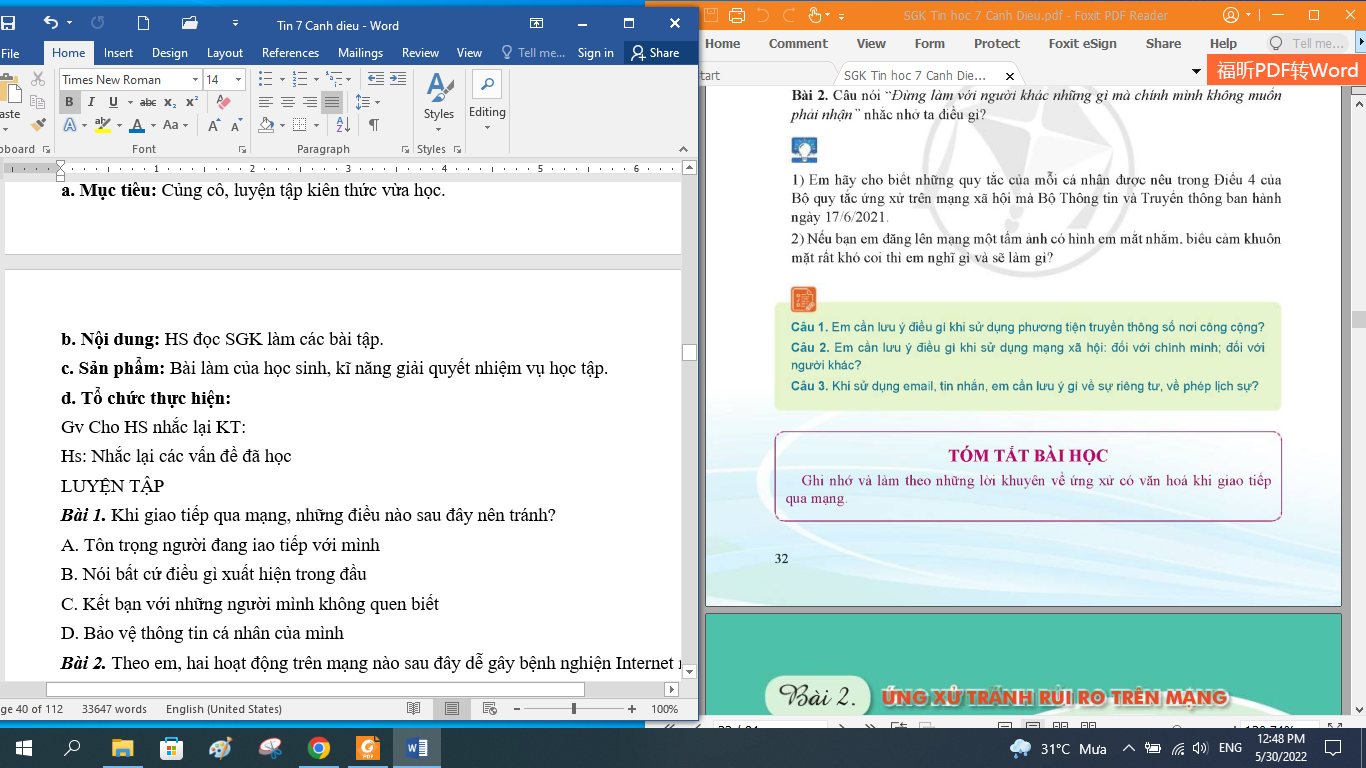 Tin 7 Canh dieu - Word
File
Home
Insert
Design
Layout
References
Mailings
Review
View
Tell me...
Sign in
Share
Times New Roman
14
aste
B I U abc x₂ x²
A aby A Aa A A
Styles
Editing
pboard
Font
Paragraph
Styles
1 2 3 4 5 6
a. Mục tiêu: Củng cô, luyện tập kiên thức vừa học.
b. Nội dung: HS đọc SGK làm các bài tập.
c. Sản phẩm: Bài làm của học sinh, kĩ năng giải quyết nhiệm vụ học tập.
d. Tổ chức thực hiện:
Gv Cho HS nhắc lại KT:
Hs: Nhắc lại các vấn đề đã học
LUYỆN TẬP
Bài 1. Khi giao tiếp qua mạng, những điều nào sau đây nên tránh?
A. Tôn trọng người đang iao tiếp với mình
B. Nói bất cứ điều gì xuất hiện trong đầu
C. Kết bạn với những người mình không quen biết
D. Bảo vệ thông tin cá nhân của mình
Bài 2. Theo em, hai hoạt động trên mạng nào sau đây dễ gây bệnh nghiện Internet
ge 40 of 112
33647 words
English (United States)
100%
SGK Tin hoc 7 Canh Dieu.pdf - Foxit PDF Reader
Home
Comment
View
Form
Protect
Foxit eSign
Share
Help
Tell me...
tart
SGK Tin hoc 7 Canh Die...
福昕PDF转Word
Bài 2. Câu nói “Đừng làm với người khác những gì mà chính mình không muốn
phải nhận” nhắc nhở ta điều gì?
1) Em hãy cho biết những quy tắc của mỗi cá nhân được nêu trong Điều 4 của
Bộ quy tắc ứng xử trên mạng xã hội mà Bộ Thông tin và Truyền thông ban hành
ngày 17/6/2021.
2) Nếu bạn em đăng lên mạng một tấm ảnh có hình em mắt nhắm, biểu cảm khuôn
mặt rất khó coi thì em nghĩ gì và sẽ làm gì?
Câu 1. Em cần lưu ý điều gì khi sử dụng phương tiện truyền thông số nơi công cộng?
Câu 2. Em cần lưu ý điều gì khi sử dụng mạng xã hội: đối với chính mình; đối với
người khác?
Câu 3. Khi sử dụng email, tin nhắn, em cần lưu ý gì về sự riêng tư, về phép lịch sự?
TÓM TẮT BÀI HỌC
Ghi nhớ và làm theo những lời khuyên về ứng xử có văn hoá khi giao tiếp
qua mạng.
32
Bài 2. ỨNG XỬ TRÁNH RỦI RO TRÊN MẠNG
31°C Mưa
ENG
12:48 PM
5/30/2022